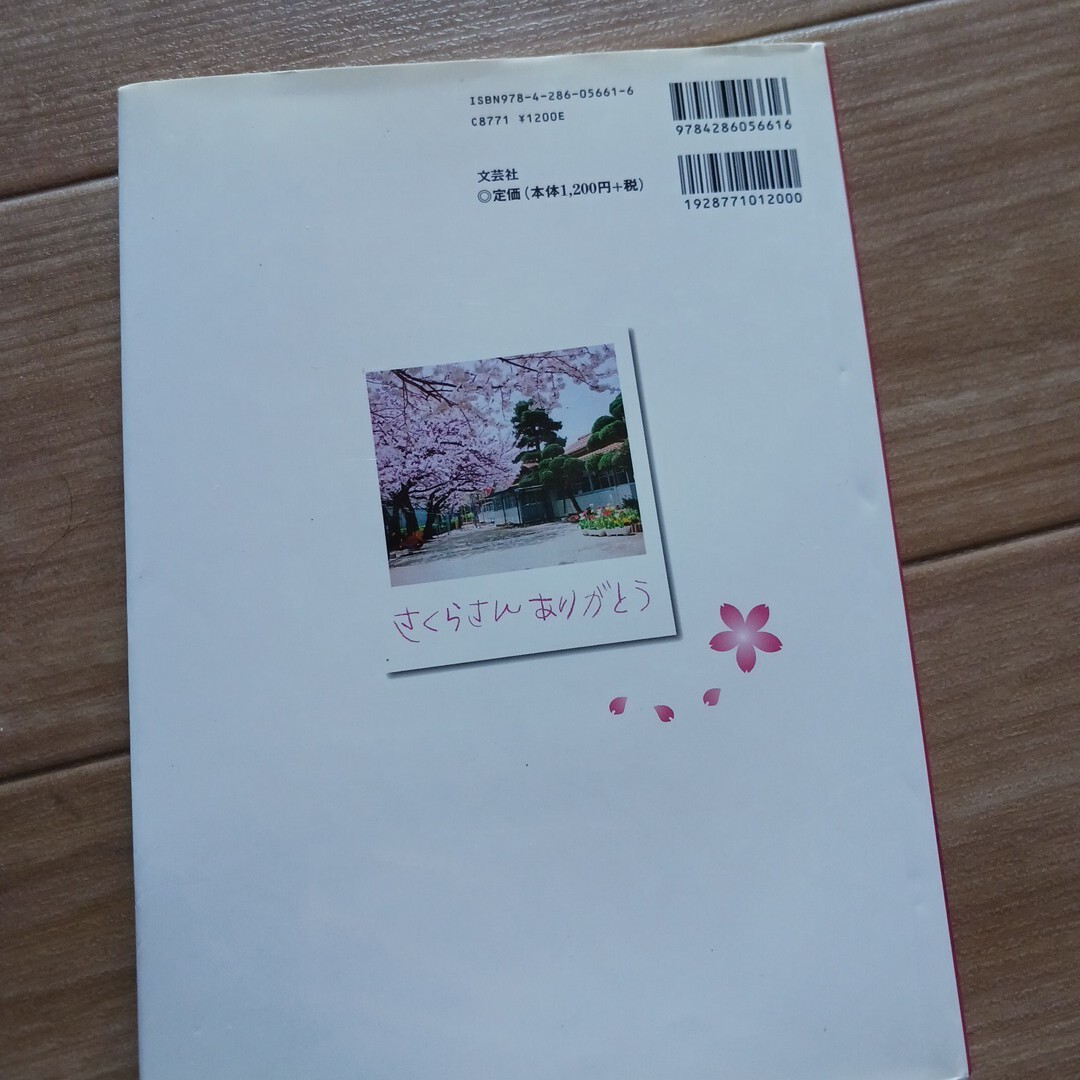 ISBN978-4-286-05661-6
C8771 ¥1200E
9784286056616
文芸社
◎定価(本体1,200円+税)
1928771012000
さくらさん ありがとう